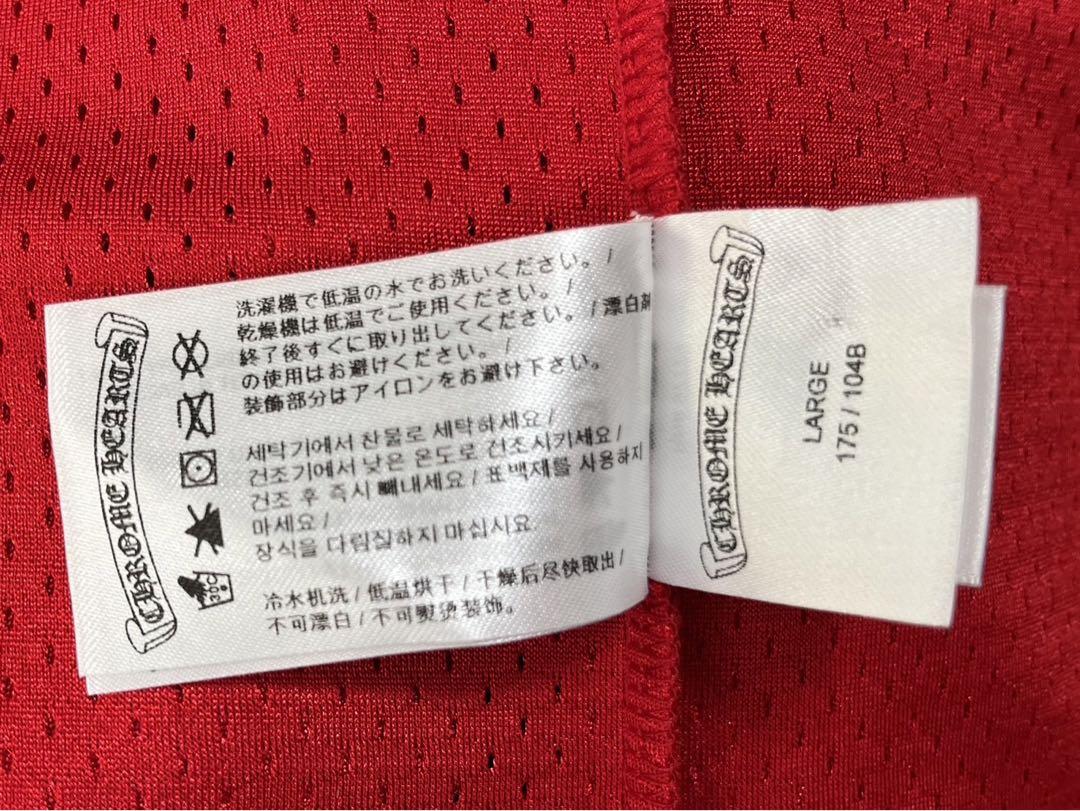 CHROME HEARTS
洗濯機で低温の水でお洗いください。/
乾燥機は低温でご使用ください。/
終了後すぐに取り出してください。/漂白剤
の使用はお避けください。/
装飾部分はアイロンをお避け下さい。
세탁기에서 찬물로 세탁하세요/
건조기에서 낮은 온도로 건조시키세요/
건조 후 즉시 빼내세요/표백제를 사용하지
마세요/
장식을 다림질하지 마십시요.
冷水机洗/低温烘干/干燥后尽快取出/
不可漂白/不可熨烫装饰。
30C
CHROME HEARTS
LARGE
175/104B